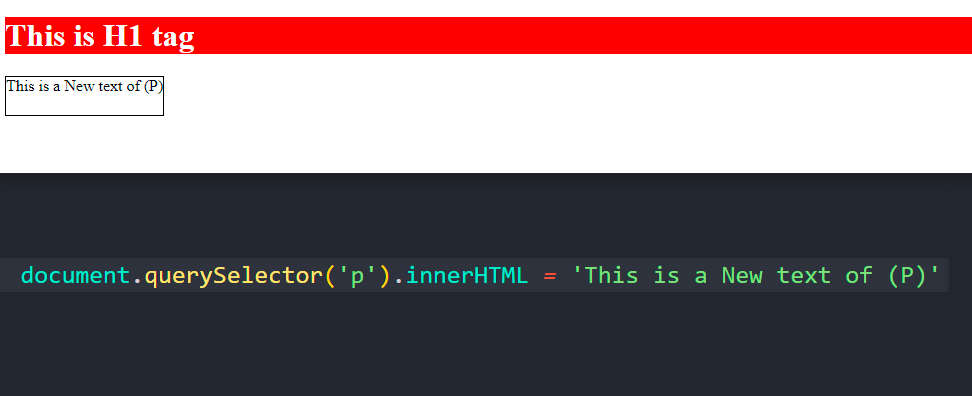 This is H1 tag
This is a New text of (P)
document.querySelector('p').innerHTML = 'This is a New text of (P)'